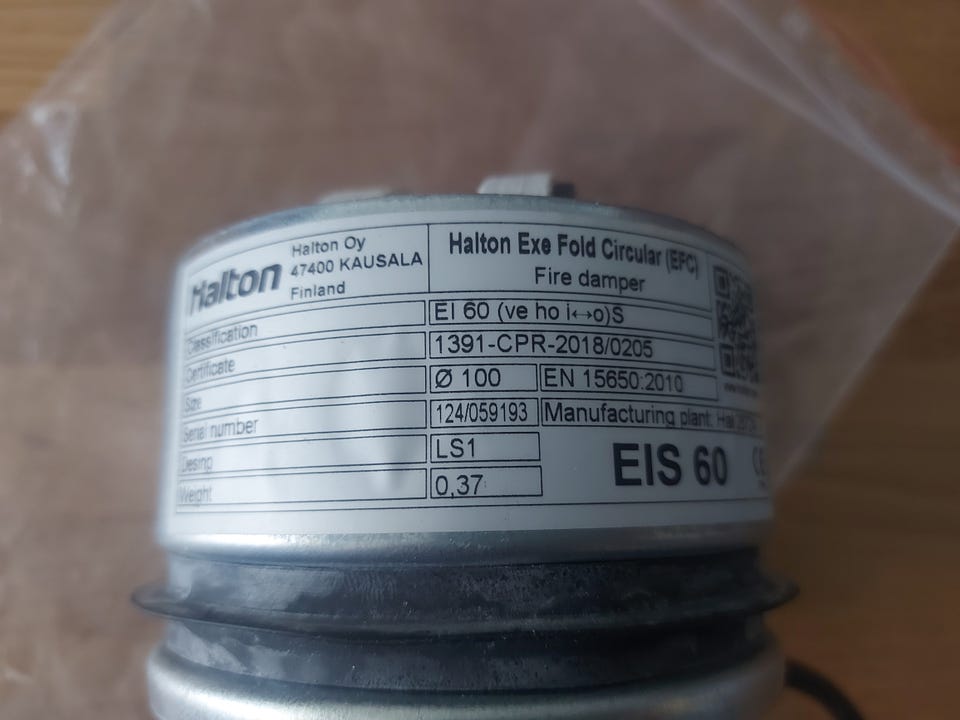 Halton
Halton Oy
47400 KAUSALA
Finland
Halton Exe Fold Circular (EFC)
Fire damper
Classification EI 60 (ve ho i↔o)S
Certificate 1391-CPR-2018/0205
Size Ø 100 EN 15650:2010
Serial number 124/059193 Manufacturing plant: Hal
Desing LS1
Weight 0,37
EIS 60
CE